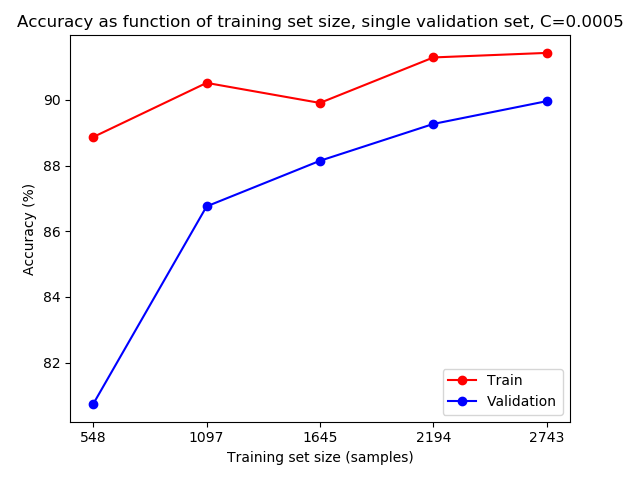 Accuracy as function of training set size, single validation set, C=0.0005
Accuracy (%)
90
88
86
84
82
548 1097 1645 2194 2743
Training set size (samples)
Train
Validation